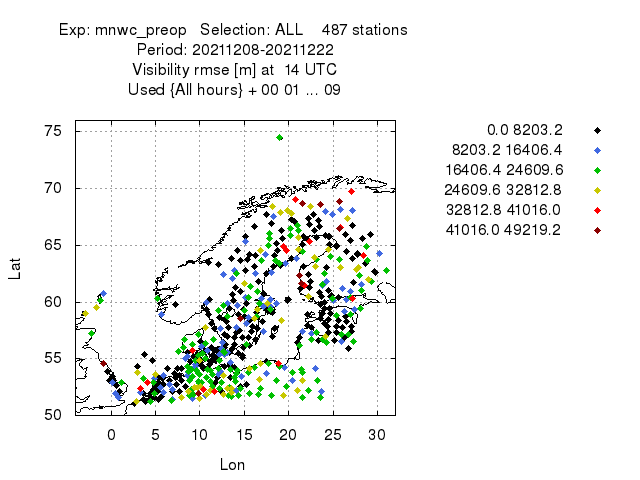 Exp: mnwc_preop Selection: ALL 487 stations
Period: 20211208-20211222
Visibility rmse [m] at 14 UTC
Used {All hours} + 00 01 ... 09
0.0 8203.2
8203.2 16406.4
16406.4 24609.6
24609.6 32812.8
32812.8 41016.0
41016.0 49219.2
75
70
65
60
55
50
Lat
0 5 10 15 20 25 30
Lon